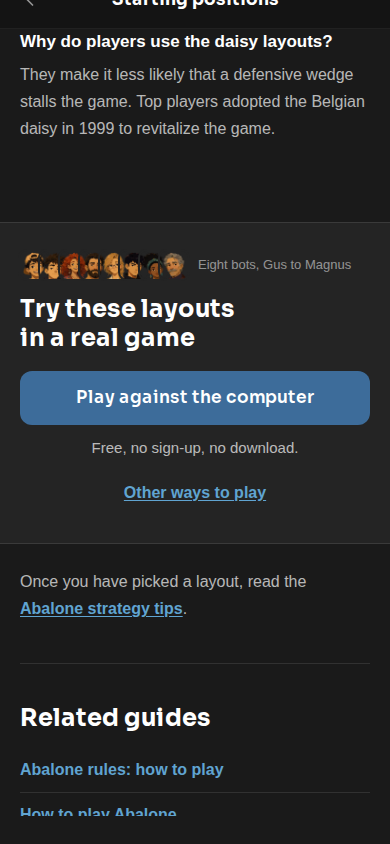 Starting positions
Why do players use the daisy layouts?
They make it less likely that a defensive wedge
stalls the game. Top players adopted the Belgian
daisy in 1999 to revitalize the game.
Eight bots, Gus to Magnus
Try these layouts
in a real game
Play against the computer
Free, no sign-up, no download.
Other ways to play
Once you have picked a layout, read the
Abalone strategy tips.
Related guides
Abalone rules: how to play
How to play Abalone